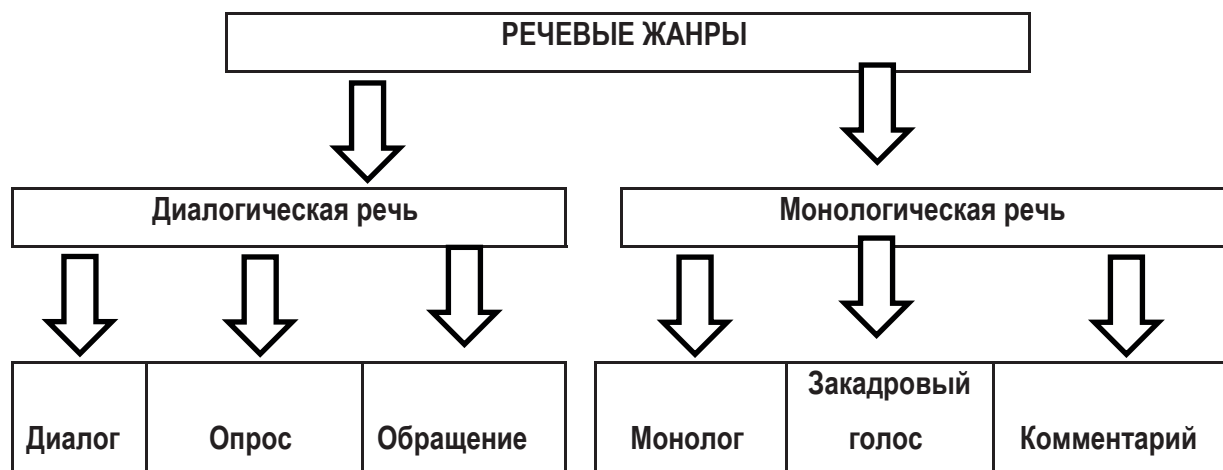 РЕЧЕВЫЕ ЖАНРЫ
Диалогическая речь
Монологическая речь
Диалог
Опрос
Обращение
Монолог
Закадровый
голос
Комментарий